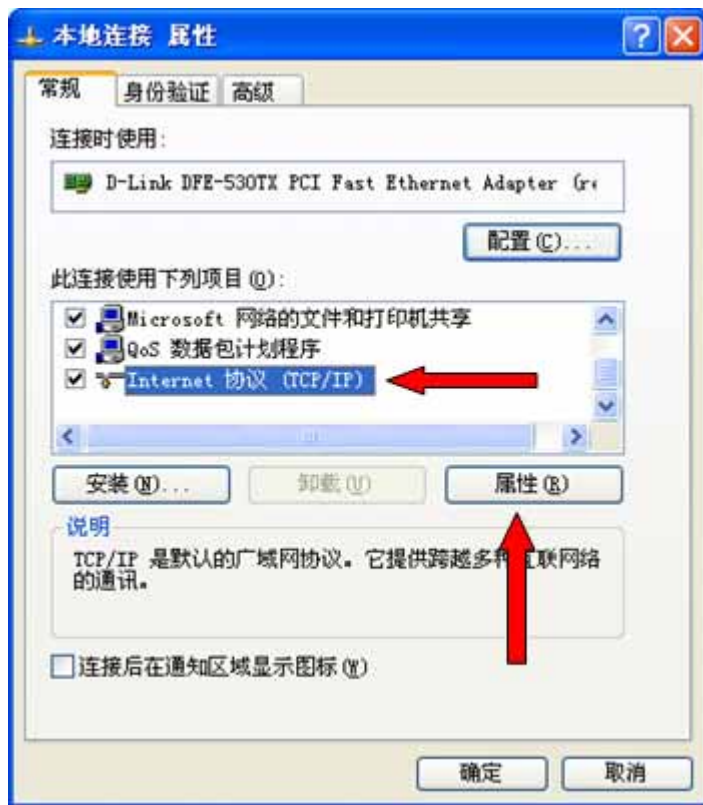 本地连接 属性
常规 身份验证 高级
连接时使用:
D-Link DFE-530TX PCI Fast Ethernet Adapter (re
配置(C)...
此连接使用下列项目(O):
Microsoft 网络的文件和打印机共享
QoS 数据包计划程序
Internet 协议 (TCP/IP)
安装(N)... 卸载(U) 属性(R)
说明
TCP/IP 是默认的广域网协议。它提供跨越多种互联网络
的通讯。
连接后在通知区域显示图标(W)
确定 取消